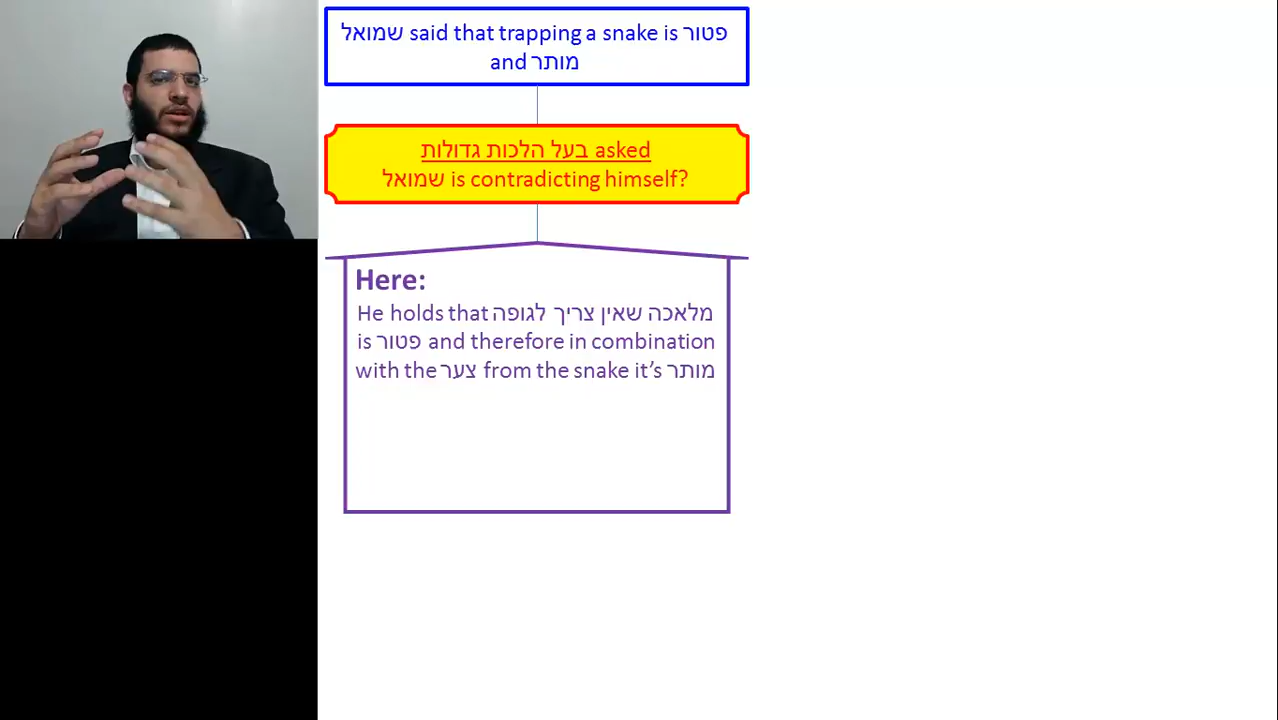 שמואל said that trapping a snake is פטור
and מותר
בעל הלכות גדולות asked
שמואל is contradicting himself?
Here:
He holds that מלאכה שאין צריך לגופה
is פטור and therefore in combination
with the צער from the snake it’s מותר